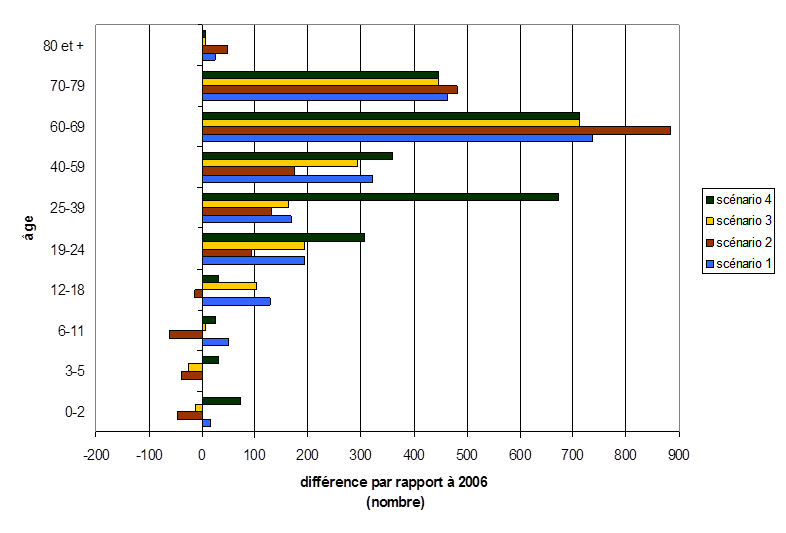 80 et +
70-79
60-69
40-59
25-39
19-24
12-18
6-11
3-5
0-2
âge
scénario 4
scénario 3
scénario 2
scénario 1
-200 -100 0 100 200 300 400 500 600 700 800 900
différence par rapport à 2006
(nombre)